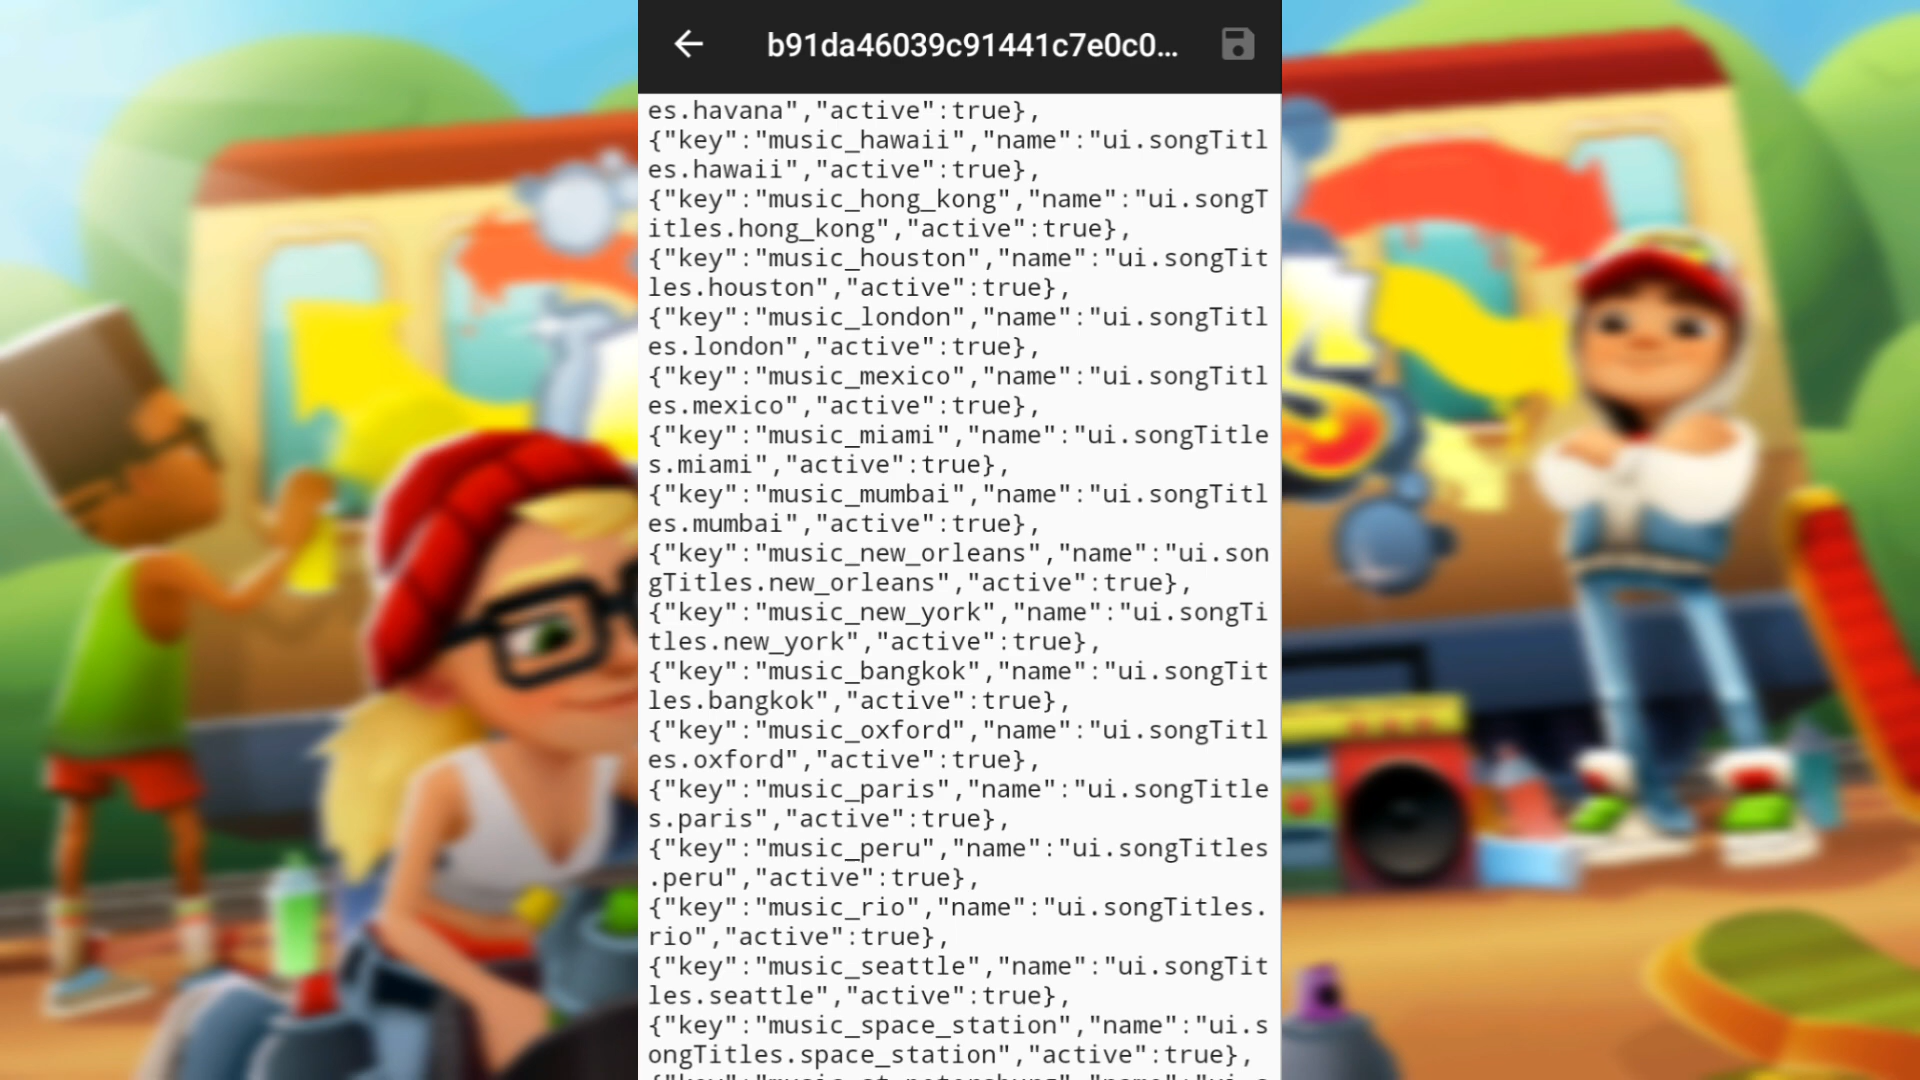 b91da46039c91441c7e0c0...
es.havana","active":true},
{"key":"music_hawaii","name":"ui.songTitl
es.hawaii","active":true},
{"key":"music_hong_kong","name":"ui.songT
itles.hong_kong","active":true},
{"key":"music_houston","name":"ui.songTit
les.houston","active":true},
{"key":"music_london","name":"ui.songTitl
es.london","active":true},
{"key":"music_mexico","name":"ui.songTitl
es.mexico","active":true},
{"key":"music_miami","name":"ui.songTitle
s.miami","active":true},
{"key":"music_mumbai","name":"ui.songTitl
es.mumbai","active":true},
{"key":"music_new_orleans","name":"ui.son
gTitles.new_orleans","active":true},
{"key":"music_new_york","name":"ui.songTi
tles.new_york","active":true},
{"key":"music_bangkok","name":"ui.songTit
les.bangkok","active":true},
{"key":"music_oxford","name":"ui.songTitl
es.oxford","active":true},
{"key":"music_paris","name":"ui.songTitle
s.paris","active":true},
{"key":"music_peru","name":"ui.songTitles
.peru","active":true},
{"key":"music_rio","name":"ui.songTitles.
rio","active":true},
{"key":"music_seattle","name":"ui.songTit
les.seattle","active":true},
{"key":"music_space_station","name":"ui.s
ongTitles.space_station","active":true},